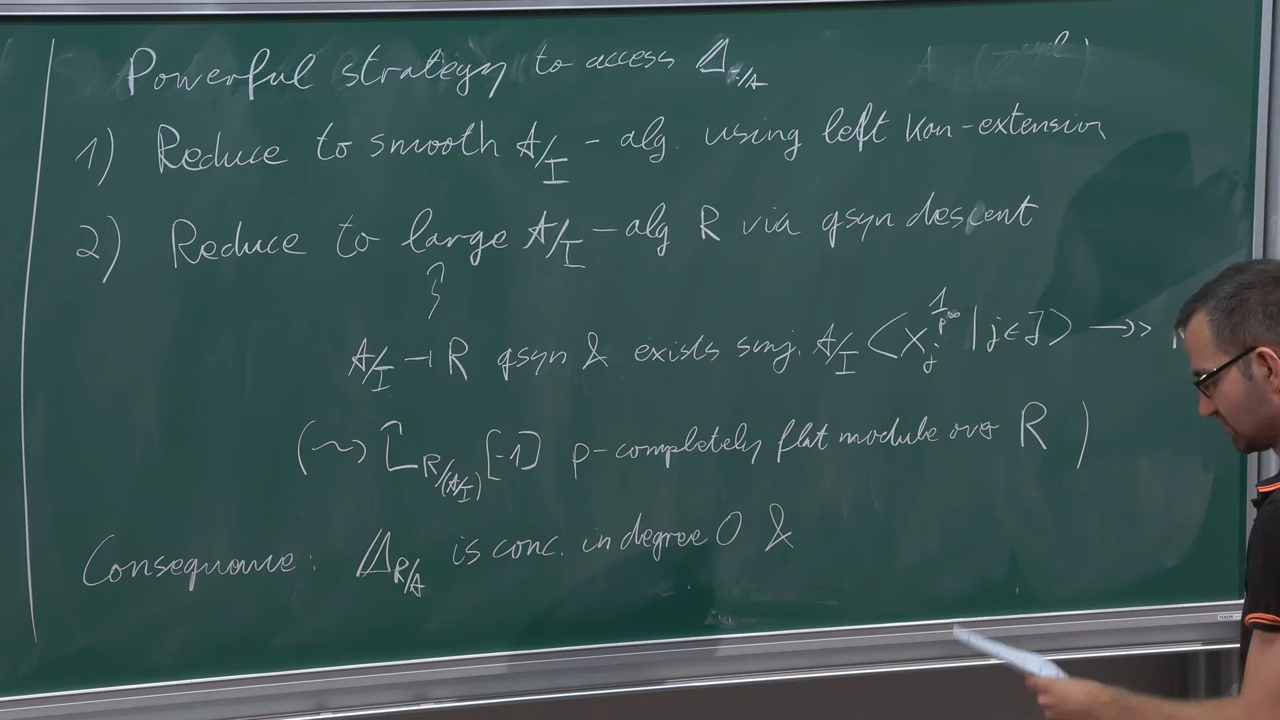 Powerful strategy to access Δ_{-/A}
1) Reduce to smooth A/I - alg. using left Kan-extension
2) Reduce to large A/I - alg R via qsyn descent
A/I → R qsyn & exists surj. A/I ⟨X_j^{1/p^∞} | j∈J⟩ ↠
(⇝ L_{R/(A/I)}[-1] p-completely flat module over R)
Consequence: Δ_{R/A} is conc. in degree 0 &